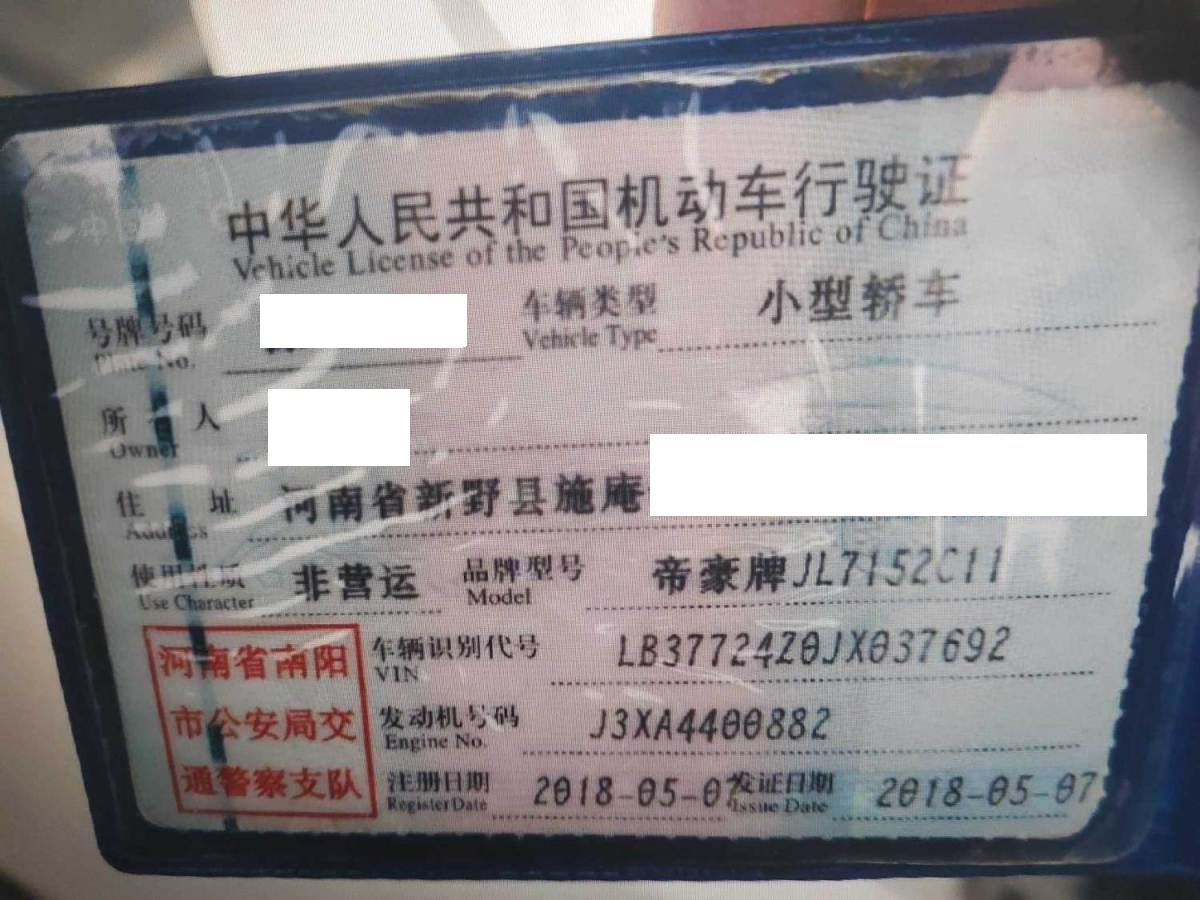 中华人民共和国机动车行驶证
Vehicle License of the People's Republic of China
号牌号码 车辆类型 小型轿车
Plate No. Vehicle Type
所有人
Owner
住址 河南省新野县施庵
Address
使用性质 非营运 品牌型号 帝豪牌JL7152C11
Use Character Model
河南省南阳
市公安局交
通警察支队
车辆识别代号 LB37724Z0JX037692
VIN
发动机号码 J3XA4400882
Engine No.
注册日期 2018-05-07 发证日期 2018-05-07
Register Date Issue Date